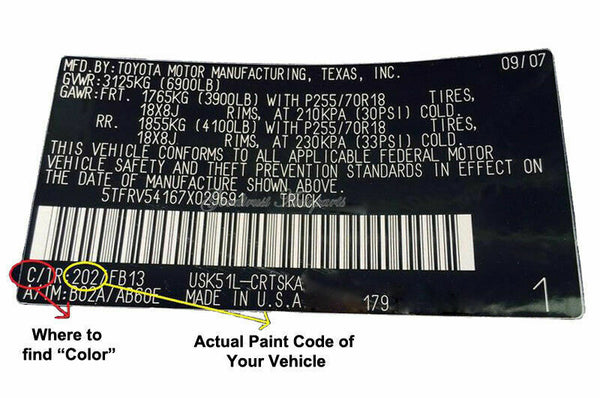 MFD.BY:TOYOTA MOTOR MANUFACTURING, TEXAS, INC. 09/07
GVWR:3125KG (6900LB)
GAWR:FRT. 1765KG (3900LB) WITH P255/70R18 TIRES,
18X8J RIMS, AT 210KPA (30PSI) COLD.
RR. 1855KG (4100LB) WITH P255/70R18 TIRES,
18X8J RIMS, AT 230KPA (33PSI) COLD.
THIS VEHICLE CONFORMS TO ALL APPLICABLE FEDERAL MOTOR
VEHICLE SAFETY AND THEFT PREVENTION STANDARDS IN EFFECT ON
THE DATE OF MANUFACTURE SHOWN ABOVE.
5TFRV54167X029691 TRUCK
C/TR:202/FB13 USK51L-CRTSKA
A/TM:B02A/AB60E MADE IN U.S.A. 179 1
Where to
find “Color”
Actual Paint Code of
Your Vehicle